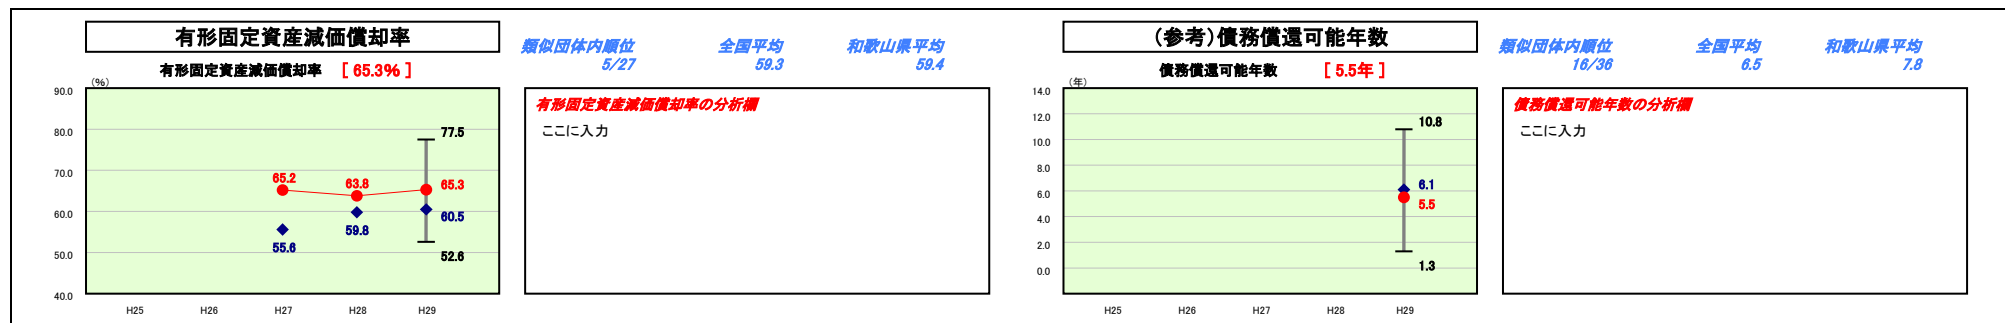 有形固定資産減価償却率
有形固定資産減価償却率 [ 65.3% ]
類似団体内順位 全国平均 和歌山県平均
5/27 59.3 59.4
(%)
90.0
80.0
70.0
60.0
50.0
40.0
77.5
65.2 63.8 65.3
55.6 59.8 60.5
52.6
H25 H26 H27 H28 H29
有形固定資産減価償却率の分析欄
ここに入力
(参考)債務償還可能年数
債務償還可能年数 [ 5.5年 ]
類似団体内順位 全国平均 和歌山県平均
16/36 6.5 7.8
(年)
14.0
12.0
10.0
8.0
6.0
4.0
2.0
0.0
10.8
6.1
5.5
1.3
H25 H26 H27 H28 H29
債務償還可能年数の分析欄
ここに入力